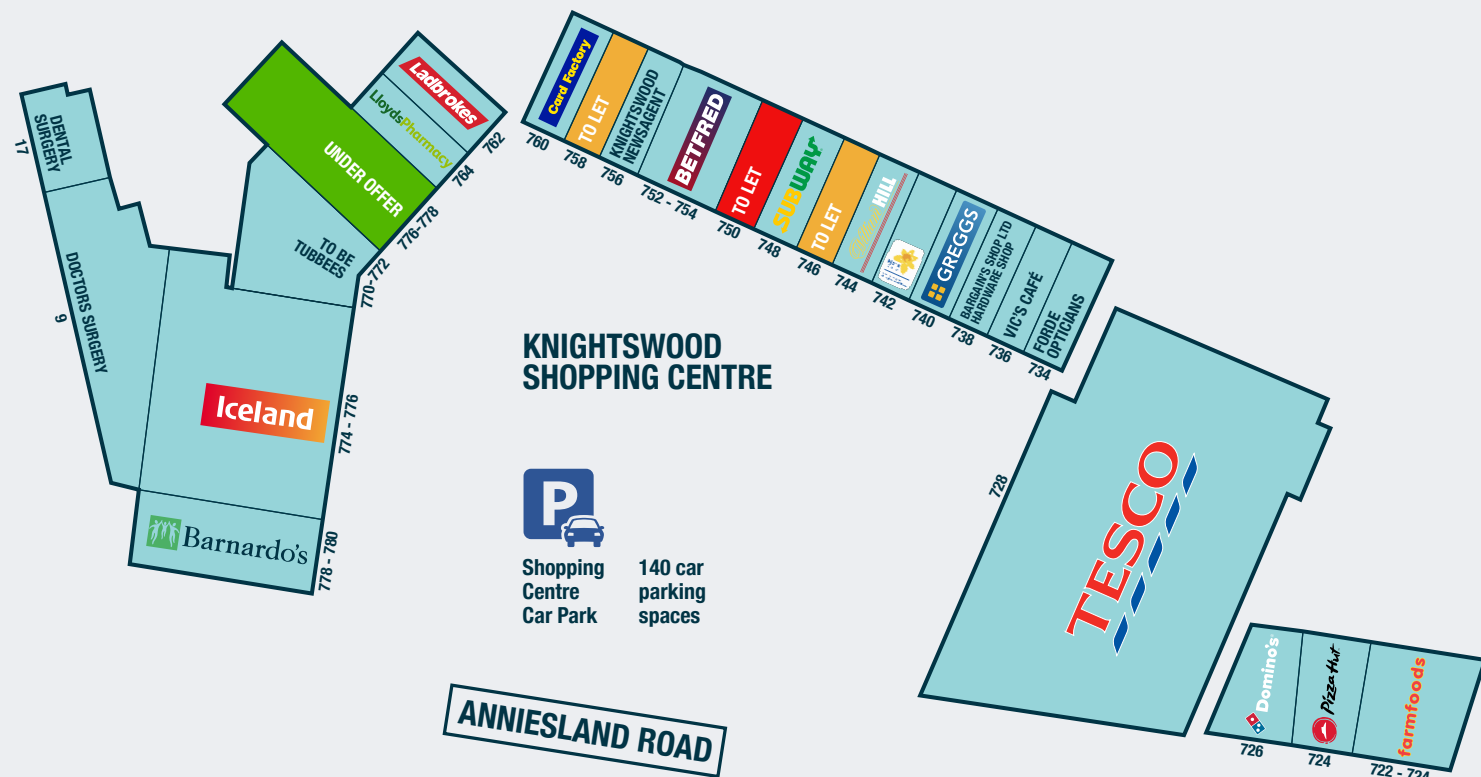 DENTAL
SURGERY
17
DOCTORS SURGERY
9
Iceland
774 - 776
Barnardo's
778 - 780
TO BE
TUBBEES
770-772
UNDER OFFER
776-778
LloydsPharmacy
764
Ladbrokes
762
Card Factory
760
TO LET
758
KNIGHTSWOOD
NEWSAGENT
756
BETFRED
752 - 754
TO LET
750
SUBWAY
748
TO LET
746
William HILL
744
742
GREGGS
740
BARGAIN'S SHOP LTD
HARDWARE SHOP
738
VIC'S CAFÉ
736
FORDE
OPTICIANS
734
KNIGHTSWOOD
SHOPPING CENTRE
P
Shopping
Centre
Car Park
140 car
parking
spaces
728
TESCO
Domino's
726
Pizza Hut
724
farmfoods
722 - 724
ANNIESLAND ROAD